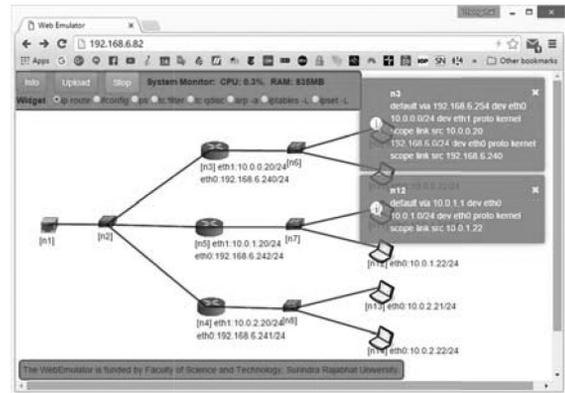 Web Emulator
192.168.6.82
Apps
Other bookmarks
Info Upload Stop System Monitor: CPU: 0.3%, RAM: 835MB
Widget ip route ifconfig ps tc filter tc qdisc arp -a iptables -L ipset -L
n3
default via 192.168.6.254 dev eth0
10.0.0.0/24 dev eth1 proto kernel
scope link src 10.0.0.20
192.168.6.0/24 dev eth0 proto kernel
scope link src 192.168.6.240
n12
default via 10.0.1.1 dev eth0
10.0.1.0/24 dev eth0 proto kernel
scope link src 10.0.1.22
[n3] eth1:10.0.0.20/24
eth0:192.168.6.240/24
[n6]
[n1]
[n2]
[n5] eth1:10.0.1.20/24
eth0:192.168.6.242/24
[n7]
[n12] eth0:10.0.1.22/24
[n4] eth1:10.0.2.20/24
eth0:192.168.6.241/24
[n8]
[n13] eth0:10.0.2.21/24
[n14] eth0:10.0.2.22/24
The WebEmulator is funded by Faculty of Science and Technology, Surindra Rajabhat University.